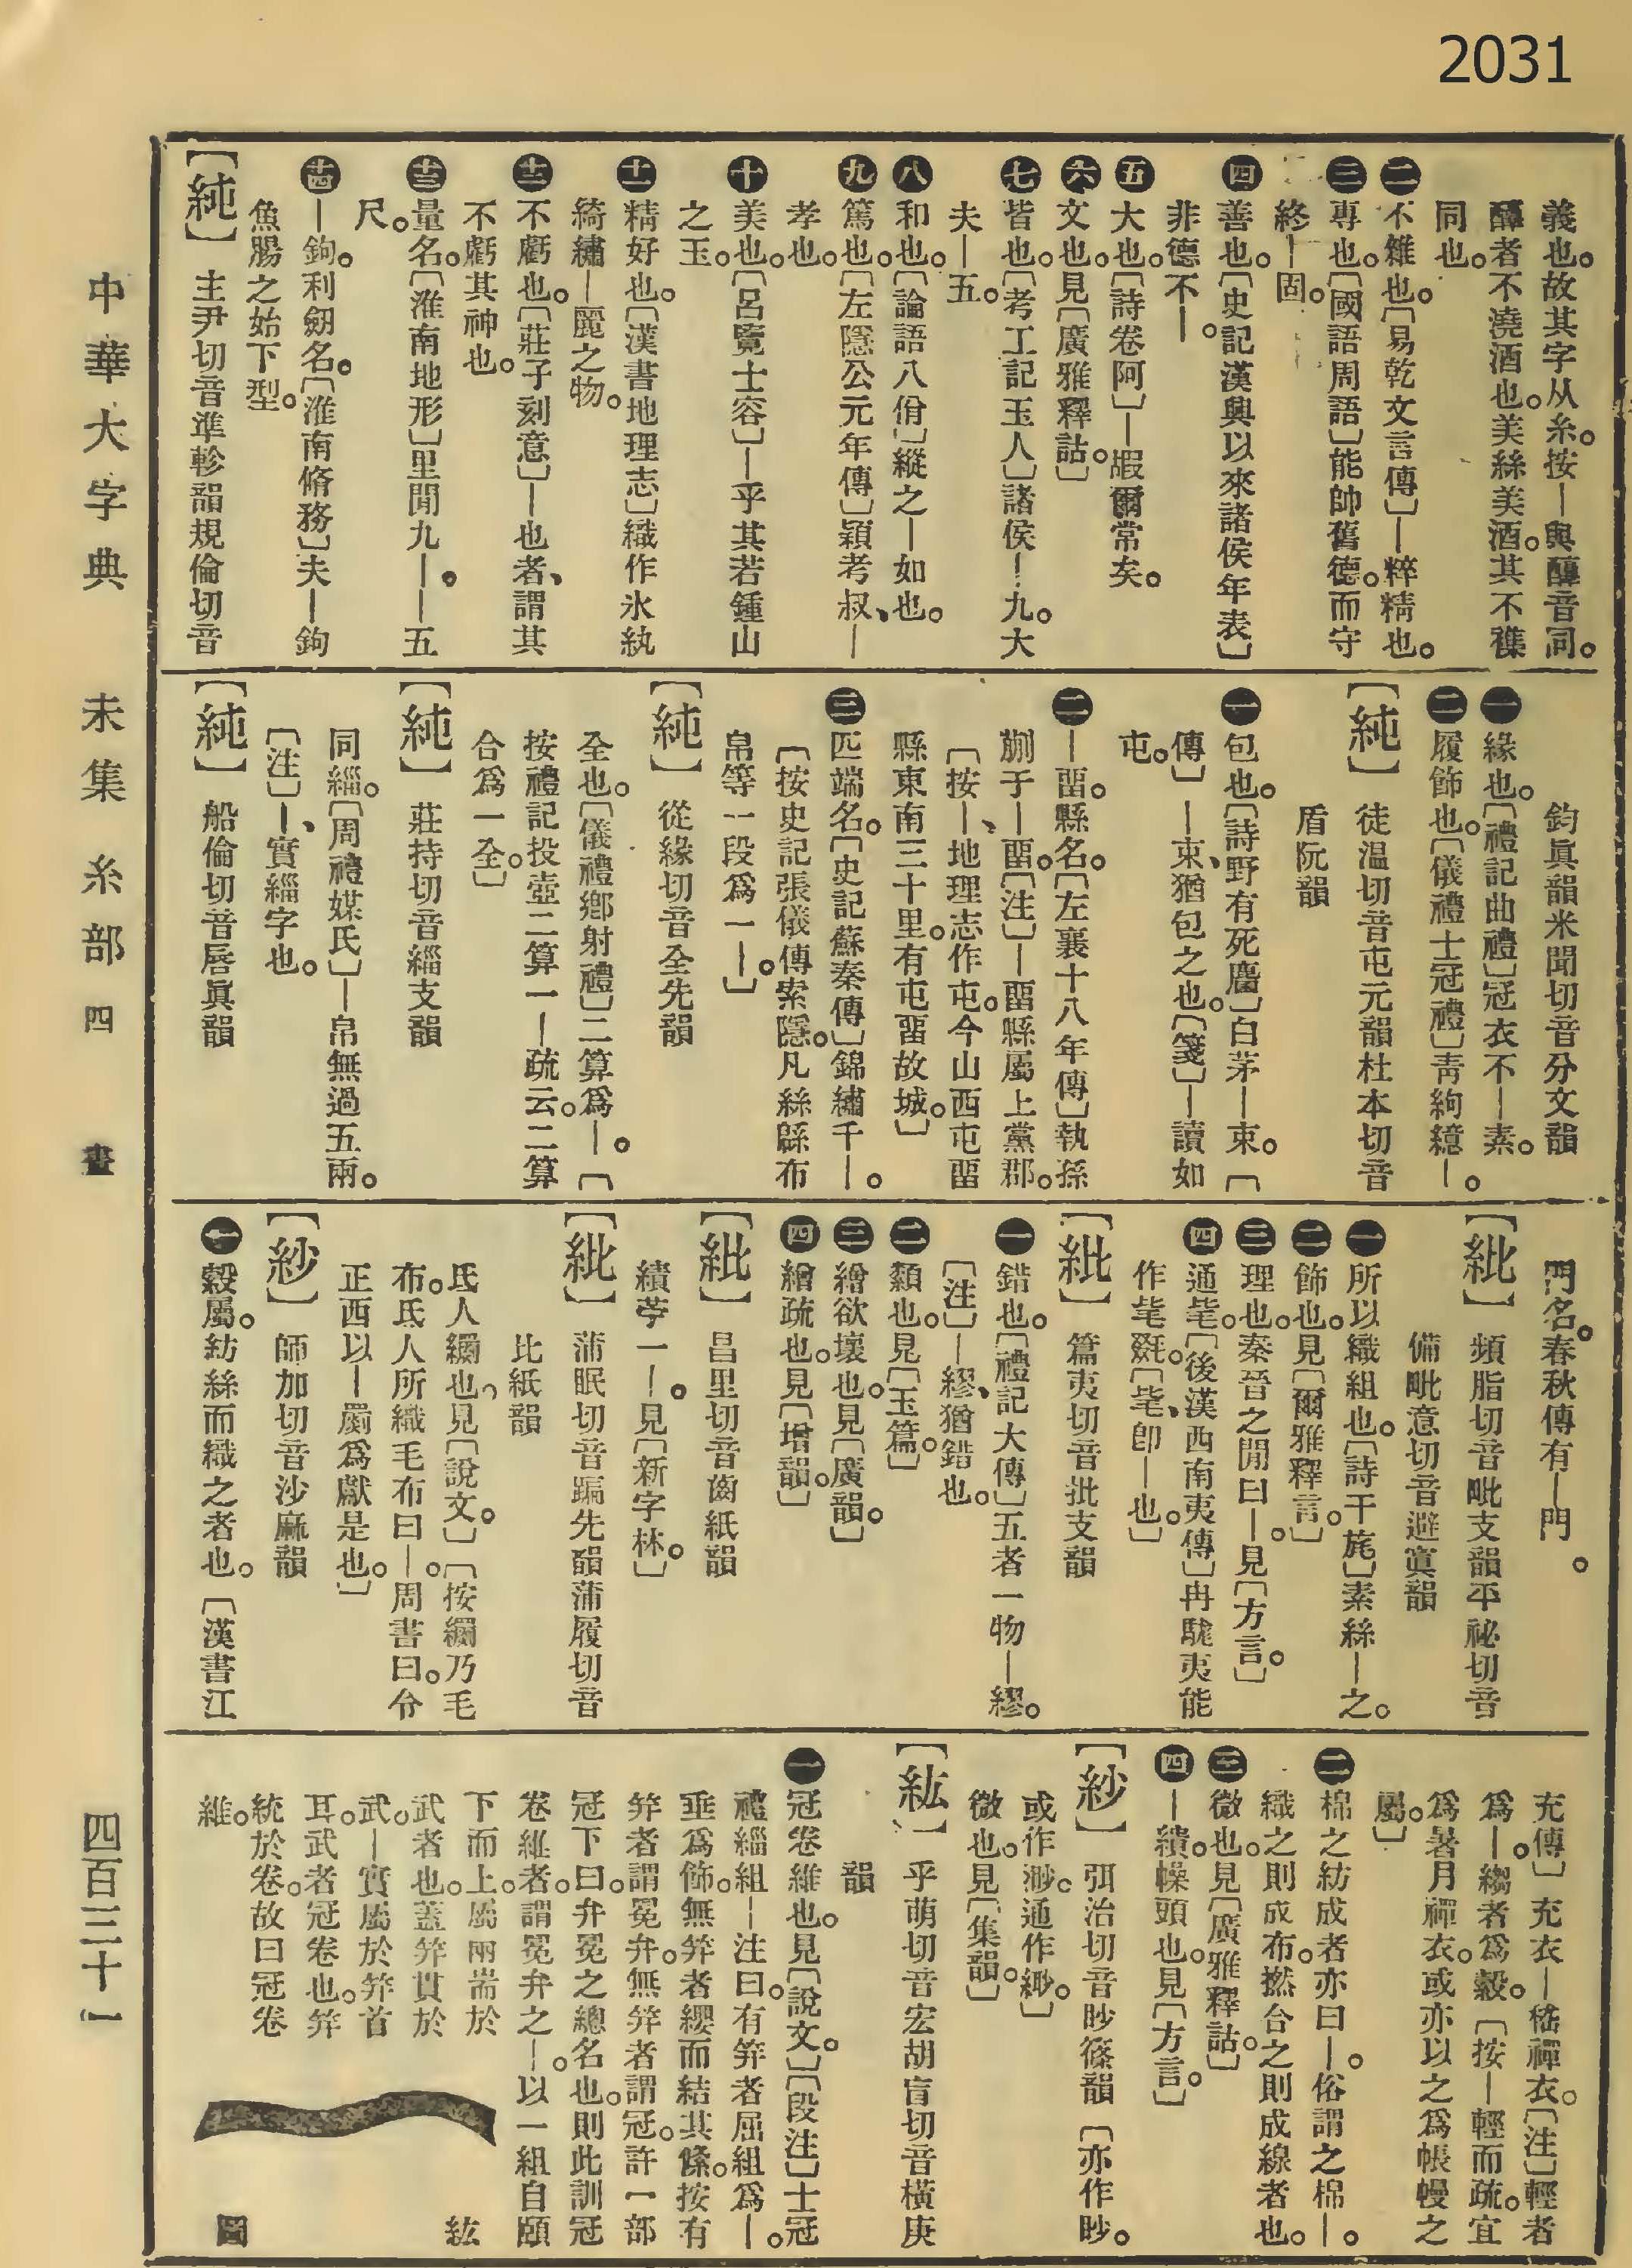 2031
義也。故其字从糸。按｜與醇音同。
醇者不澆酒也。美絲美酒。其不襍
同也。
㊁不雜也。〔易乾文言傳〕｜粹精也。
㊂專也。〔國語周語〕能帥舊德。而守
終｜固。
㊃善也。〔史記漢興以來諸侯年表〕
非德不｜。
㊄大也。〔詩卷阿〕｜嘏爾常矣。
㊅文也。見〔廣雅釋詁。〕
㊆皆也。〔考工記玉人〕諸侯｜九。大
夫｜五。
㊇和也。〔論語八佾〕縱之｜如也。
㊈篤也。〔左隱公元年傳〕穎考叔、｜
孝也。
㊉美也。〔呂覽士容〕｜乎其若鍾山
之玉。
十一精好也。〔漢書地理志〕織作氷紈
綺繡｜麗之物。
十二不虧也。〔莊子刻意〕｜也者、謂其
不虧其神也。
十三量名。〔淮南地形〕里閒九｜。｜五
尺。
十四｜鉤。利劒名。〔淮南脩務〕夫｜鉤
魚腸之始下型。
〔純〕主尹切音準軫韻規倫切音
鈞眞韻米聞切音分文韻
㊀緣也。〔禮記曲禮〕冠衣不｜素。
㊁履飾也。〔儀禮士冠禮〕靑絇繶｜。
〔純〕徒温切音屯元韻杜本切音
盾阮韻
㊀包也。〔詩野有死麕〕白茅｜束。〔
傳〕｜束、猶包之也。〔箋〕｜讀如
屯。
㊁｜畱。縣名。〔左襄十八年傳〕執孫
蒯于｜畱。〔注〕｜畱縣屬上黨郡。
〔按｜、地理志作屯。今山西屯畱
縣東南三十里。有屯畱故城。〕
㊂匹端名。〔史記蘇秦傳〕錦繡千｜。
〔按史記張儀傳索隱。凡絲緜布
帛等一段爲一｜。〕
〔純〕從緣切音全先韻
全也。〔儀禮鄕射禮〕二算爲｜。〔
按禮記投壺二算一｜疏云。二算
合爲一全。〕
〔純〕莊持切音緇支韻
同緇。〔周禮媒氏〕｜帛無過五兩。
〔注〕｜、實緇字也。
〔純〕船倫切音唇眞韻
門名。春秋傳有｜門。
〔紕〕頻脂切音毗支韻平祕切音
備毗意切音避寘韻
㊀所以織組也。〔詩干旄〕素絲｜之。
㊁飾也。見〔爾雅釋言。〕
㊂理也。秦晉之閒曰｜。見〔方言。〕
㊃通毞。〔後漢西南夷傳〕冉駹夷能
作毞毲。〔毞、卽｜也。〕
〔紕〕篇夷切音批支韻
㊀錯也。〔禮記大傳〕五者一物｜繆。
〔注〕｜繆、猶錯也。
㊁纇也。見〔玉篇。〕
㊂繒欲壞也。見〔廣韻。〕
㊃繒疏也。見〔增韻。〕
〔紕〕昌里切音齒紙韻
績苧一｜。見〔新字林。〕
〔紕〕蒲眠切音蹁先韻蒲履切音
比紙韻
氐人繝也。見〔說文。〕〔按繝乃毛
布。氐人所織毛布曰｜。周書曰。伶
正西以｜罽爲獻是也。〕
〔紗〕師加切音沙麻韻
㊀縠屬。紡絲而織之者也。〔漢書江
充傳〕充衣｜縠禪衣。〔注〕輕者
爲｜。縐者爲縠。〔按｜輕而疏。宜
爲暑月禪衣。或亦以之爲帳幔之
屬。〕
㊁棉之紡成者亦曰｜。俗謂之棉｜。
織之則成布。撚合之則成線者也。
㊂微也。見〔廣雅釋詁。〕
㊃｜繢。幧頭也。見〔方言。〕
〔紗〕弭沼切音眇篠韻〔亦作眇。
或作渺。通作緲。〕
微也。見〔集韻。〕
〔紘〕乎萌切音宏胡盲切音橫庚
韻
㊀冠卷維也。見〔說文。〕〔段注〕士冠
禮緇組｜注曰。有笄者屈組爲｜。
垂爲飾。無笄者纓而結其絛。按有
笄者謂冕弁。無笄者謂冠。許一部
冠下曰。弁冕之總名也。則此訓冠
卷維者。謂冕弁之｜。以一組自頤
下而上。屬兩耑於
武者也。蓋笄貫於
武。｜實屬於笄首
耳。武者冠卷也。笄
統於卷。故曰冠卷
維。
紘
圖
中華大字典　未集　糸部　四畫　四百三十一